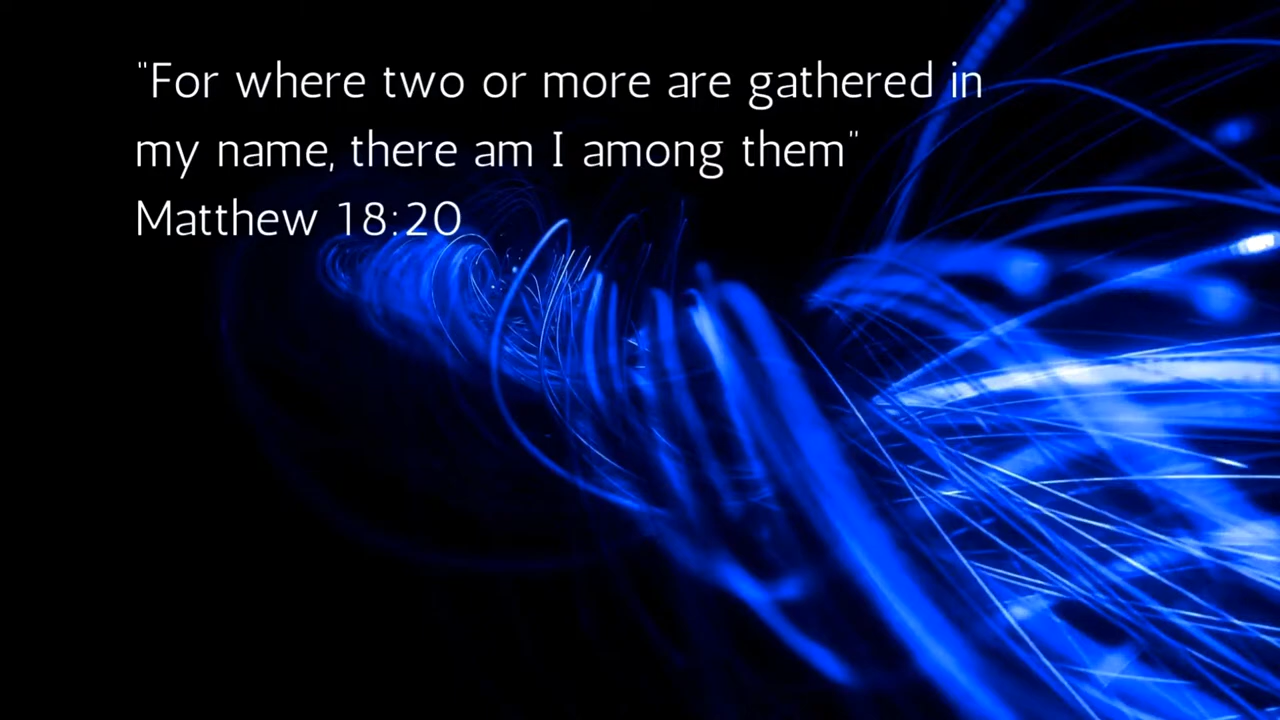 "For where two or more are gathered in
my name, there am I among them"
Matthew 18:20